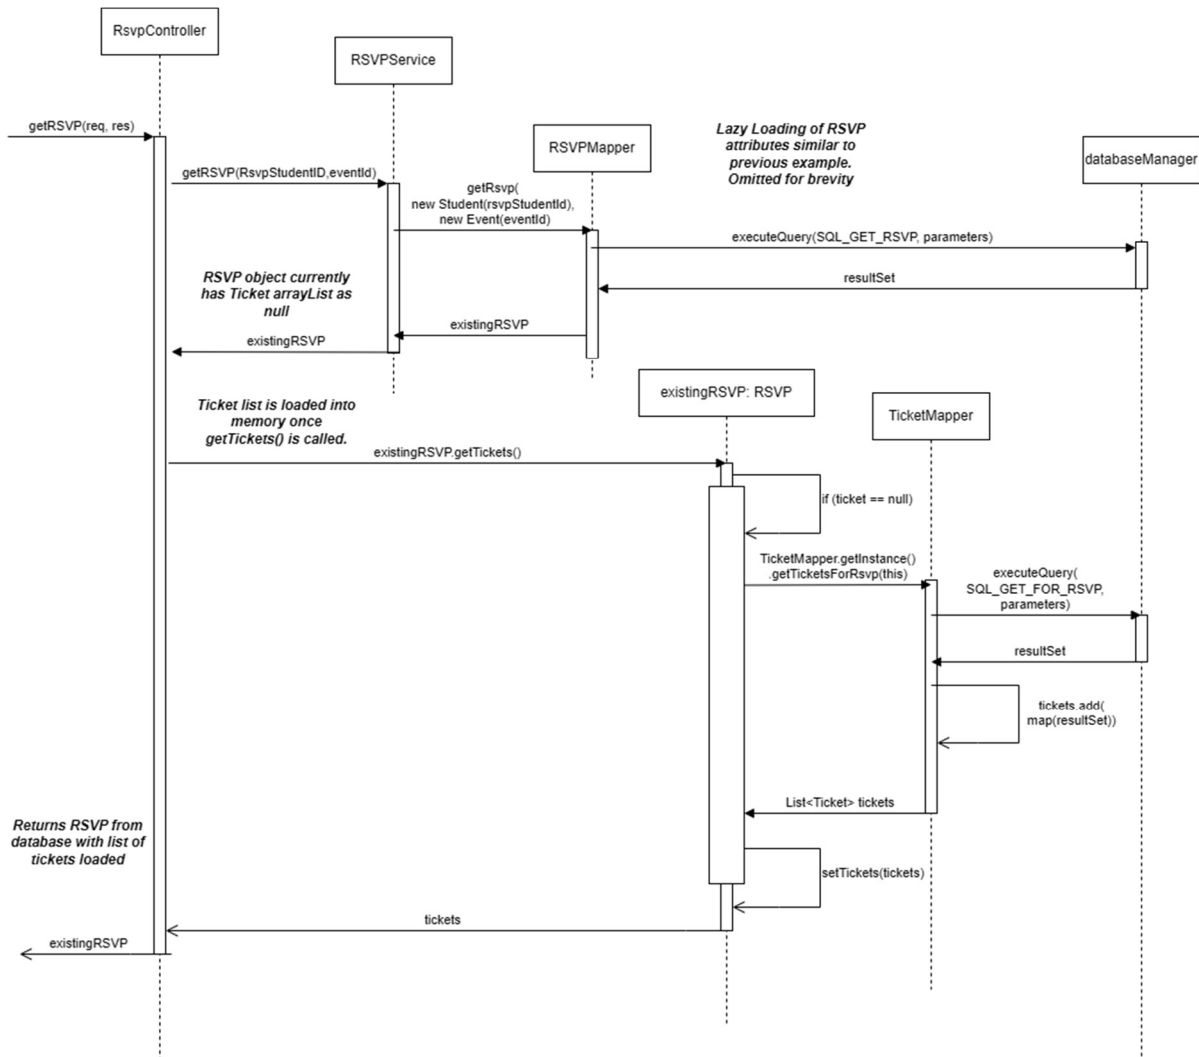 RsvpController
RSVPService
RSVPMapper
databaseManager
Lazy Loading of RSVP
attributes similar to
previous example.
Omitted for brevity
getRSVP(req, res)
getRSVP(RsvpStudentID,eventId)
getRsvp(
new Student(rsvpStudentId),
new Event(eventId)
executeQuery(SQL_GET_RSVP, parameters)
resultSet
RSVP object currently
has Ticket arrayList as
null
existingRSVP
existingRSVP
existingRSVP: RSVP
TicketMapper
Ticket list is loaded into
memory once
getTickets() is called.
existingRSVP.getTickets()
if (ticket == null)
TicketMapper.getInstance()
.getTicketsForRsvp(this)
executeQuery(
SQL_GET_FOR_RSVP,
parameters)
resultSet
tickets.add(
map(resultSet))
List<Ticket> tickets
Returns RSVP from
database with list of
tickets loaded
setTickets(tickets)
tickets
existingRSVP